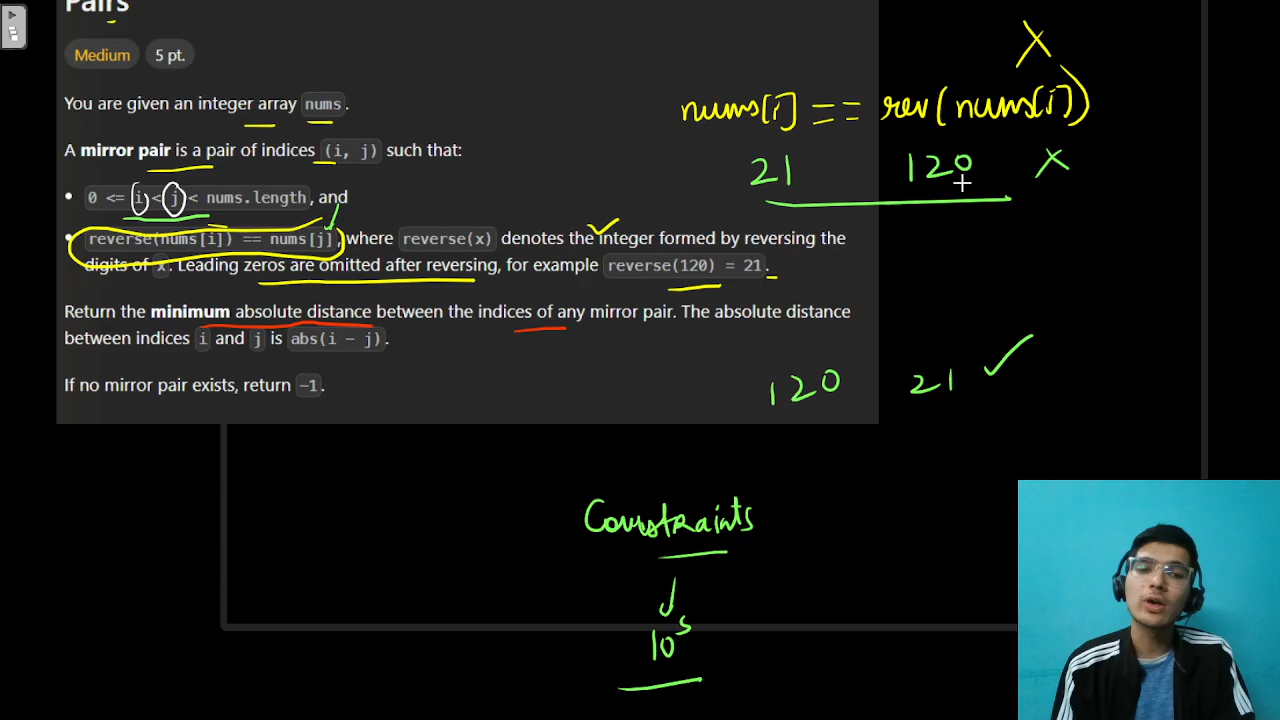 Pairs
Medium 5 pt.
You are given an integer array nums.
A mirror pair is a pair of indices (i, j) such that:
• 0 <= i < j < nums.length, and
• reverse(nums[i]) == nums[j], where reverse(x) denotes the integer formed by reversing the
digits of x. Leading zeros are omitted after reversing, for example reverse(120) = 21.
Return the minimum absolute distance between the indices of any mirror pair. The absolute distance
between indices i and j is abs(i - j).
If no mirror pair exists, return -1.
X
nums[i] == rev(nums[j])
21 120 X
120 21 ✓
Constraints
↓
10^5